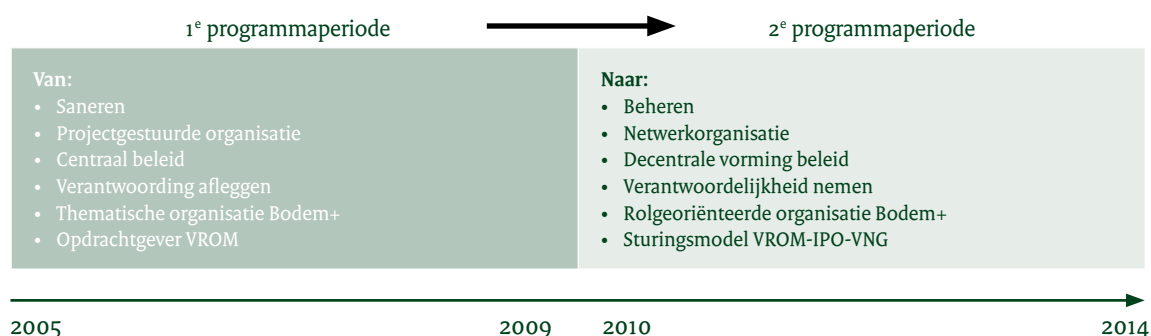 1e programmaperiode
2e programmaperiode
Van:
• Saneren
• Projectgestuurde organisatie
• Centraal beleid
• Verantwoording afleggen
• Thematische organisatie Bodem+
• Opdrachtgever VROM
Naar:
• Beheren
• Netwerkorganisatie
• Decentrale vorming beleid
• Verantwoordelijkheid nemen
• Rolgeoriënteerde organisatie Bodem+
• Sturingsmodel VROM-IPO-VNG
2005 2009 2010 2014